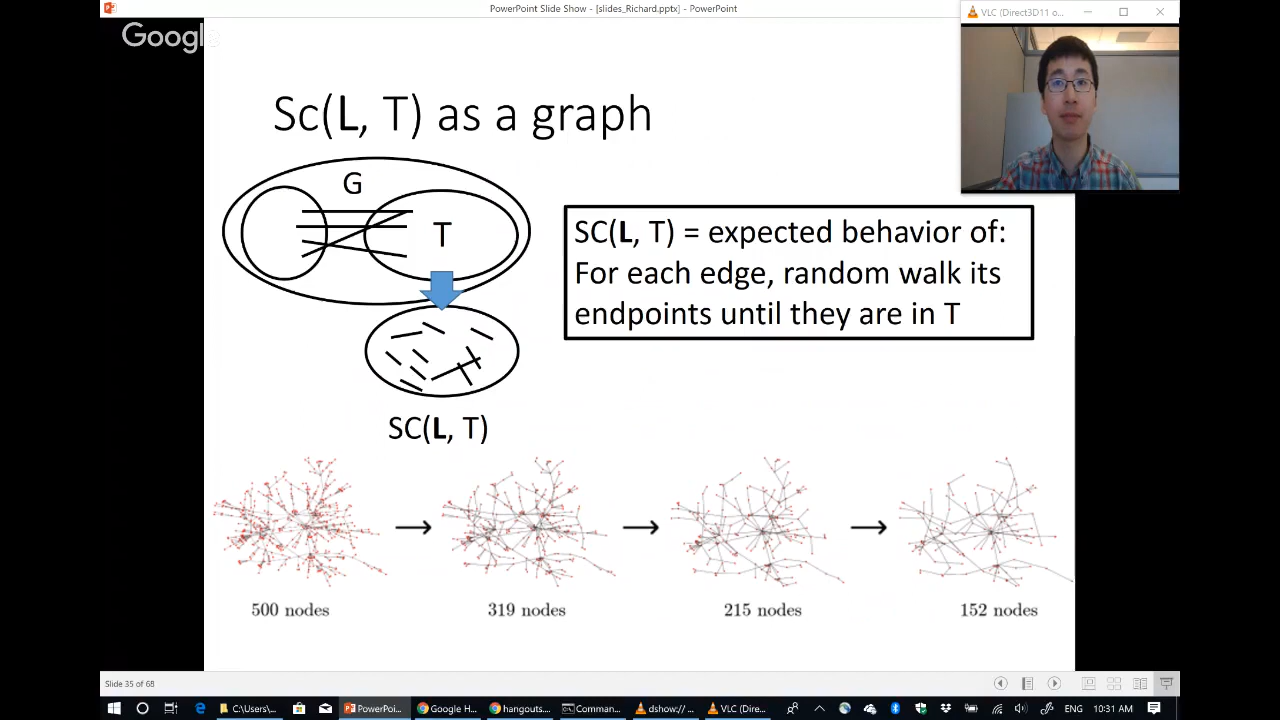 PowerPoint Slide Show - [slides_Richard.pptx] - PowerPoint
VLC (Direct3D11 o...
Google
Sc(L, T) as a graph
G
T
SC(L, T) = expected behavior of:
For each edge, random walk its
endpoints until they are in T
SC(L, T)
500 nodes
319 nodes
215 nodes
152 nodes
Slide 35 of 68
C:\Users\...
PowerPoi...
Google H...
hangouts...
Comman...
dshow:// ...
VLC (Dire...
10:31 AM